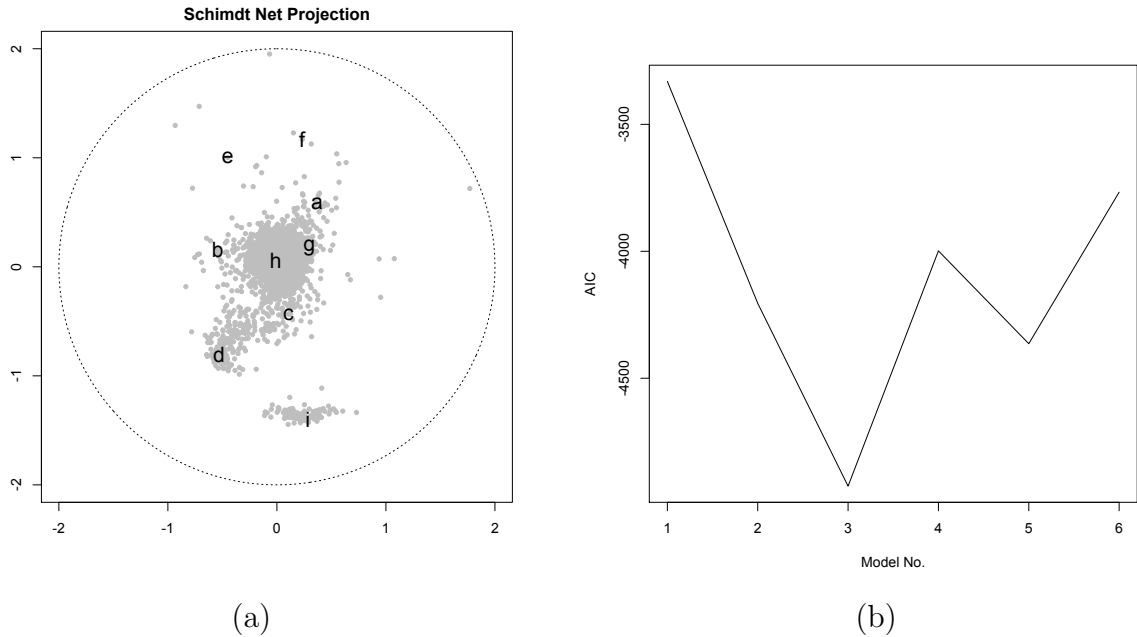 Schimdt Net Projection
2
1
0
-1
-2
-2 -1 0 1 2
f
e
a
g
b
h
c
d
i
(a)
-3500
-4000
-4500
AIC
1 2 3 4 5 6
Model No.
(b)